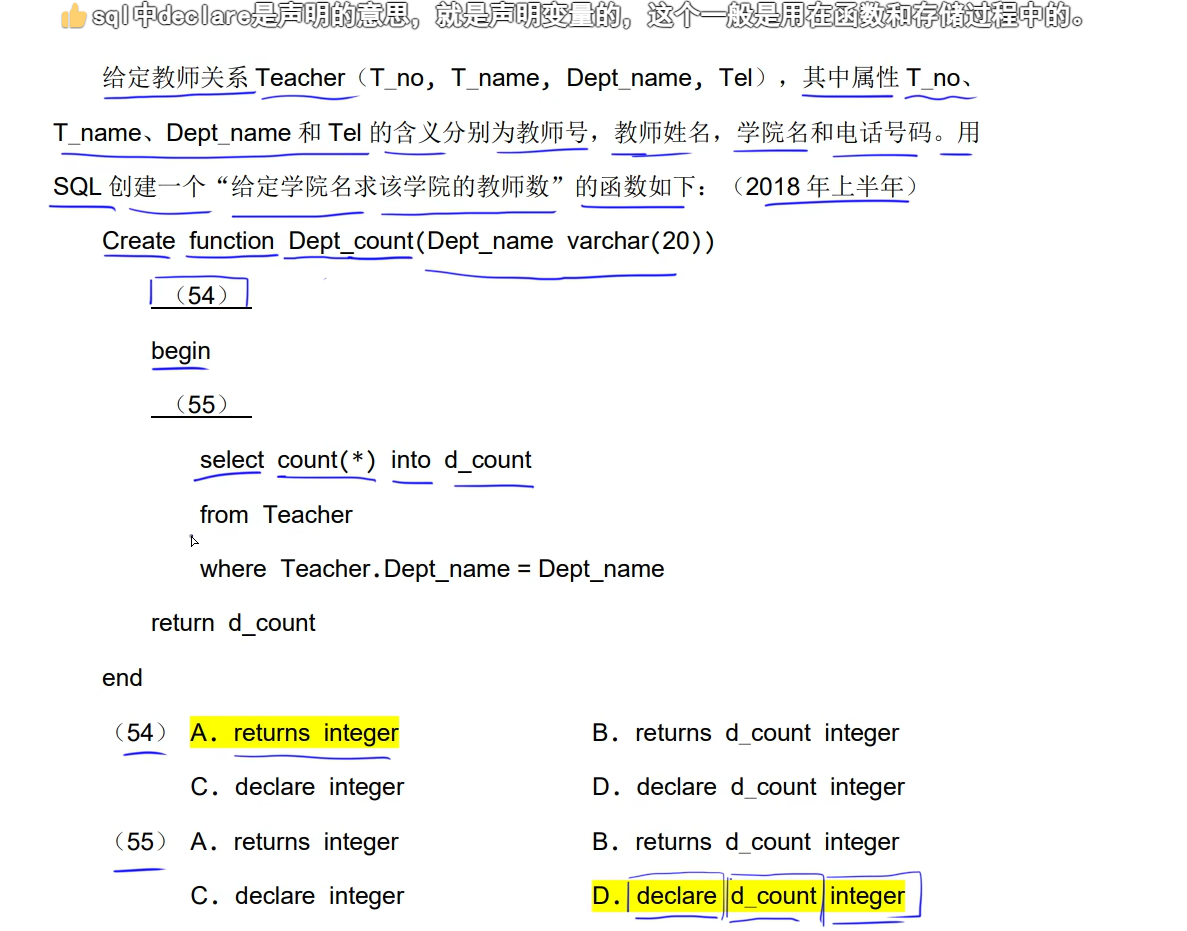 👍sql中declare是声明的意思，就是声明变量的，这个一般是用在函数和存储过程中的。
给定教师关系 Teacher（T_no, T_name, Dept_name, Tel），其中属性 T_no、
T_name、Dept_name 和 Tel 的含义分别为教师号，教师姓名，学院名和电话号码。用
SQL 创建一个“给定学院名求该学院的教师数”的函数如下：（2018 年上半年）
Create function Dept_count(Dept_name varchar(20))
（54）
begin
（55）
select count(*) into d_count
from Teacher
where Teacher.Dept_name = Dept_name
return d_count
end
（54） A. returns integer B. returns d_count integer
C. declare integer D. declare d_count integer
（55） A. returns integer B. returns d_count integer
C. declare integer D. declare d_count integer